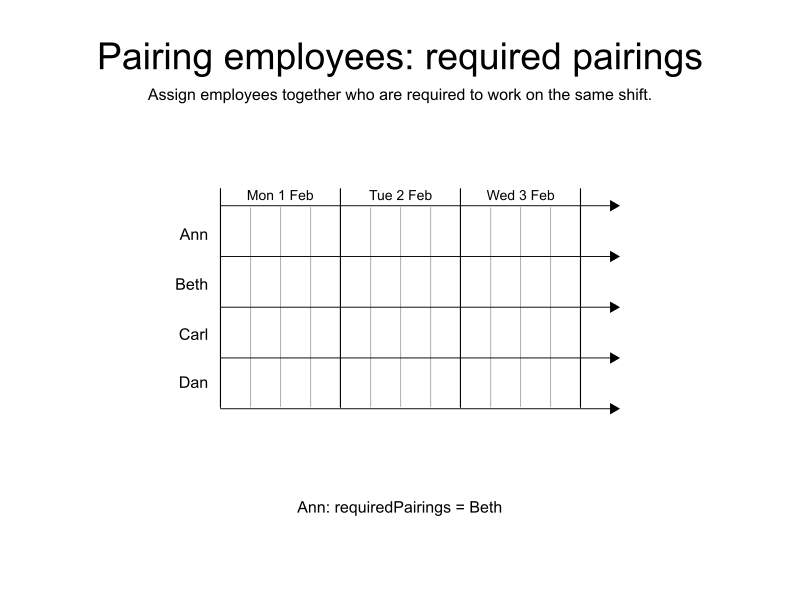 Pairing employees: required pairings
Assign employees together who are required to work on the same shift.
Mon 1 Feb Tue 2 Feb Wed 3 Feb
Ann
Beth
Carl
Dan
Ann: requiredPairings = Beth